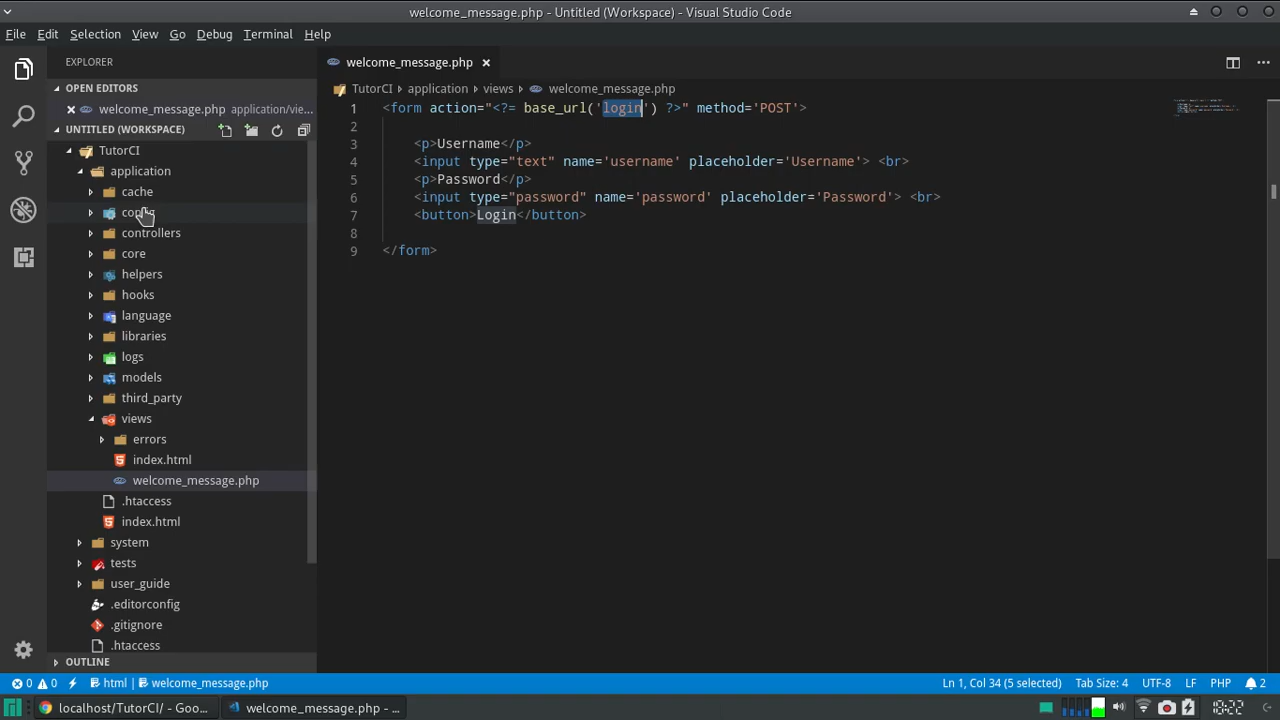 welcome_message.php - Untitled (Workspace) - Visual Studio Code
File Edit Selection View Go Debug Terminal Help
EXPLORER
welcome_message.php
OPEN EDITORS
welcome_message.php application/vie...
UNTITLED (WORKSPACE)
TutorCI
application
cache
controllers
core
helpers
hooks
language
libraries
logs
models
third_party
views
errors
index.html
welcome_message.php
.htaccess
index.html
system
tests
user_guide
.editorconfig
.gitignore
.htaccess
OUTLINE
TutorCI application views welcome_message.php
1 <form action="<?= base_url('login') ?>" method='POST'>
2
3 <p>Username</p>
4 <input type="text" name='username' placeholder='Username'> <br>
5 <p>Password</p>
6 <input type="password" name='password' placeholder='Password'> <br>
7 <button>Login</button>
8
9 </form>
0 0 html welcome_message.php Ln 1, Col 34 (5 selected) Tab Size: 4 UTF-8 LF PHP 2
localhost/TutorCI/ - Goo... welcome_message.php - ... 10:22